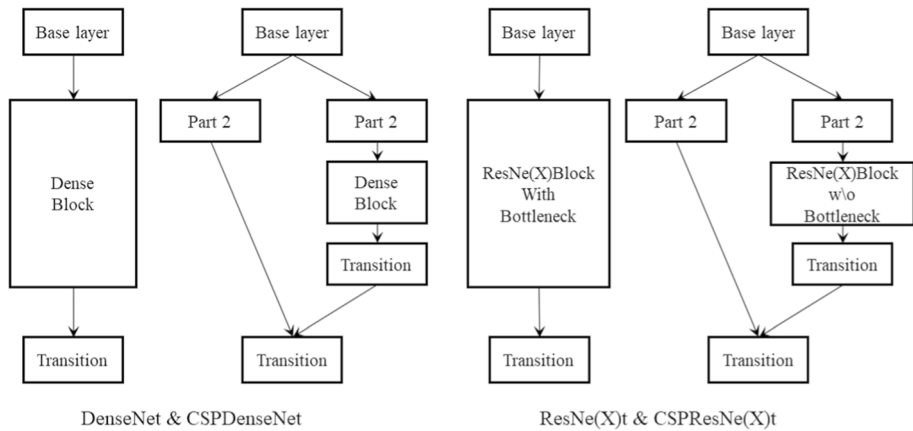 Base layer
Dense
Block
Transition
Base layer
Part 2
Part 2
Dense
Block
Transition
Transition
DenseNet & CSPDenseNet
Base layer
ResNe(X)Block
With
Bottleneck
Transition
Base layer
Part 2
Part 2
ResNe(X)Block
w\o
Bottleneck
Transition
Transition
ResNe(X)t & CSPResNe(X)t